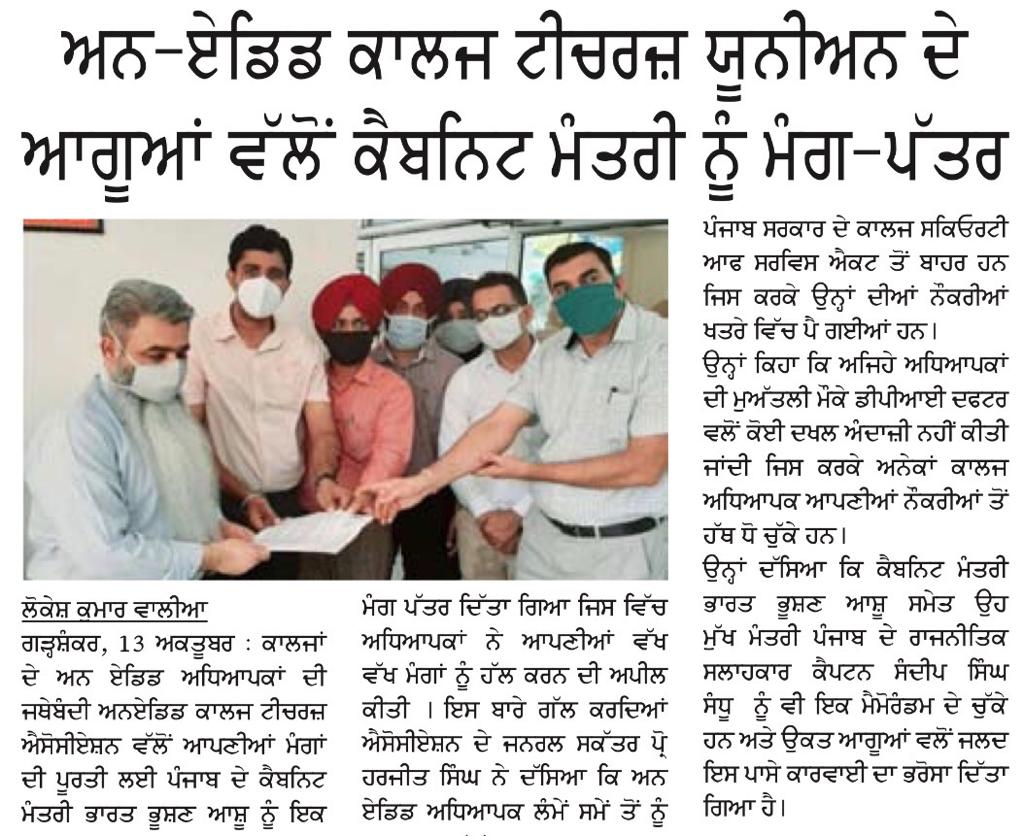 ਅਨ-ਏਡਿਡ ਕਾਲਜ ਟੀਚਰਜ਼ ਯੂਨੀਅਨ ਦੇ
ਆਗੂਆਂ ਵੱਲੋਂ ਕੈਬਨਿਟ ਮੰਤਰੀ ਨੂੰ ਮੰਗ-ਪੱਤਰ
ਲੋਕੇਸ਼ ਕੁਮਾਰ ਵਾਲੀਆ
ਗੜ੍ਹਸ਼ੰਕਰ, 13 ਅਕਤੂਬਰ : ਕਾਲਜਾਂ
ਦੇ ਅਨ ਏਡਿਡ ਅਧਿਆਪਕਾਂ ਦੀ
ਜਥੇਬੰਦੀ ਅਨਏਡਿਡ ਕਾਲਜ ਟੀਚਰਜ਼
ਐਸੋਸੀਏਸ਼ਨ ਵੱਲੋਂ ਆਪਣੀਆਂ ਮੰਗਾਂ
ਦੀ ਪੂਰਤੀ ਲਈ ਪੰਜਾਬ ਦੇ ਕੈਬਨਿਟ
ਮੰਤਰੀ ਭਾਰਤ ਭੂਸ਼ਣ ਆਸ਼ੂ ਨੂੰ ਇਕ
ਮੰਗ ਪੱਤਰ ਦਿੱਤਾ ਗਿਆ ਜਿਸ ਵਿੱਚ
ਅਧਿਆਪਕਾਂ ਨੇ ਆਪਣੀਆਂ ਵੱਖ
ਵੱਖ ਮੰਗਾਂ ਨੂੰ ਹੱਲ ਕਰਨ ਦੀ ਅਪੀਲ
ਕੀਤੀ । ਇਸ ਬਾਰੇ ਗੱਲ ਕਰਦਿਆਂ
ਐਸੋਸੀਏਸ਼ਨ ਦੇ ਜਨਰਲ ਸਕੱਤਰ ਪ੍ਰੋ
ਹਰਜੀਤ ਸਿੰਘ ਨੇ ਦੱਸਿਆ ਕਿ ਅਨ
ਏਡਿਡ ਅਧਿਆਪਕ ਲੰਮੇਂ ਸਮੇਂ ਤੋਂ ਨੂੰ
ਪੰਜਾਬ ਸਰਕਾਰ ਦੇ ਕਾਲਜ ਸਕਿਓਰਟੀ
ਆਫ ਸਰਵਿਸ ਐਕਟ ਤੋਂ ਬਾਹਰ ਹਨ
ਜਿਸ ਕਰਕੇ ਉਨ੍ਹਾਂ ਦੀਆਂ ਨੌਕਰੀਆਂ
ਖਤਰੇ ਵਿੱਚ ਪੈ ਗਈਆਂ ਹਨ।
ਉਨ੍ਹਾਂ ਕਿਹਾ ਕਿ ਅਜਿਹੇ ਅਧਿਆਪਕਾਂ
ਦੀ ਮੁਅੱਤਲੀ ਮੌਕੇ ਡੀਪੀਆਈ ਦਫਟਰ
ਵਲੋਂ ਕੋਈ ਦਖਲ ਅੰਦਾਜ਼ੀ ਨਹੀਂ ਕੀਤੀ
ਜਾਂਦੀ ਜਿਸ ਕਰਕੇ ਅਨੇਕਾਂ ਕਾਲਜ
ਅਧਿਆਪਕ ਆਪਣੀਆਂ ਨੌਕਰੀਆਂ ਤੋਂ
ਹੱਥ ਧੋ ਚੁੱਕੇ ਹਨ।
ਉਨ੍ਹਾਂ ਦੱਸਿਆ ਕਿ ਕੈਬਨਿਟ ਮੰਤਰੀ
ਭਾਰਤ ਭੂਸ਼ਣ ਆਸ਼ੂ ਸਮੇਤ ਉਹ
ਮੁੱਖ ਮੰਤਰੀ ਪੰਜਾਬ ਦੇ ਰਾਜਨੀਤਿਕ
ਸਲਾਹਕਾਰ ਕੈਪਟਨ ਸੰਦੀਪ ਸਿੰਘ
ਸੰਧੂ ਨੂੰ ਵੀ ਇਕ ਮੈਮੋਰੰਡਮ ਦੇ ਚੁੱਕੇ
ਹਨ ਅਤੇ ਉਕਤ ਆਗੂਆਂ ਵਲੋਂ ਜਲਦ
ਇਸ ਪਾਸੇ ਕਾਰਵਾਈ ਦਾ ਭਰੋਸਾ ਦਿੱਤਾ
ਗਿਆ ਹੈ।